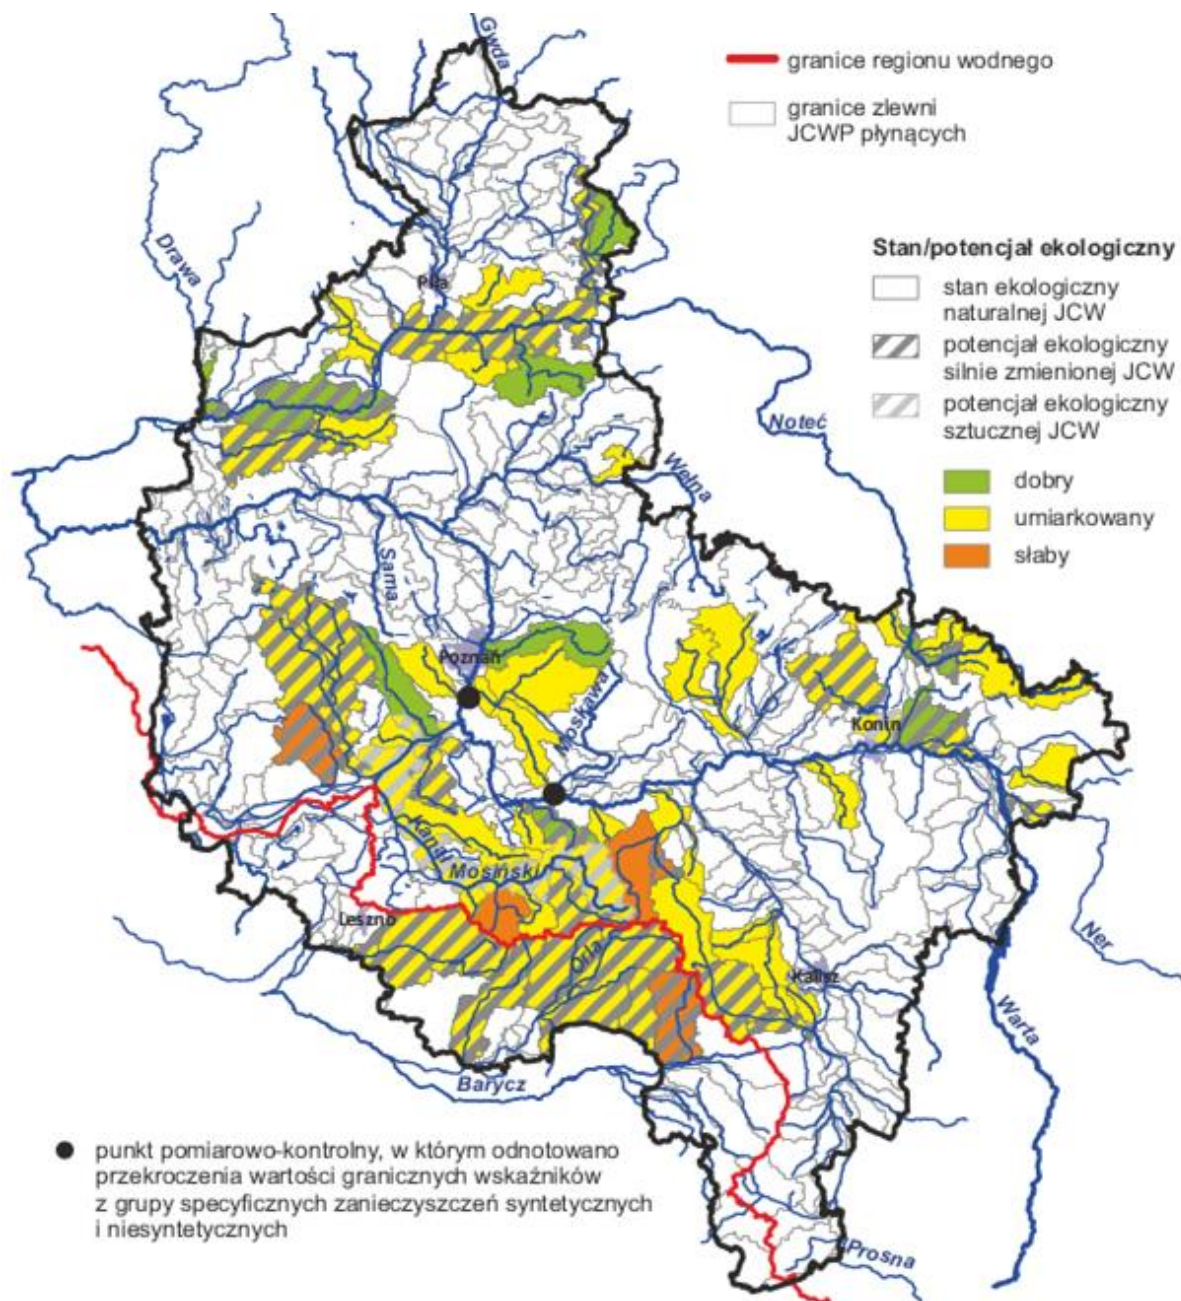 Gwda
granice regionu wodnego
granice zlewni
JCWP płynących
Drawa
Stan/potencjał ekologiczny
stan ekologiczny
naturalnej JCW
potencjał ekologiczny
silnie zmienionej JCW
potencjał ekologiczny
sztucznej JCW
Piła
Noteć
Wełna
dobry
umiarkowany
słaby
Sama
Poznań
Moskawa
Konin
Kanał
Mosiński
Leszno
Orla
Kalisz
Ner
Warta
Barycz
punkt pomiarowo-kontrolny, w którym odnotowano
przekroczenia wartości granicznych wskaźników
z grupy specyficznych zanieczyszczeń syntetycznych
i niesyntetycznych
Prosna